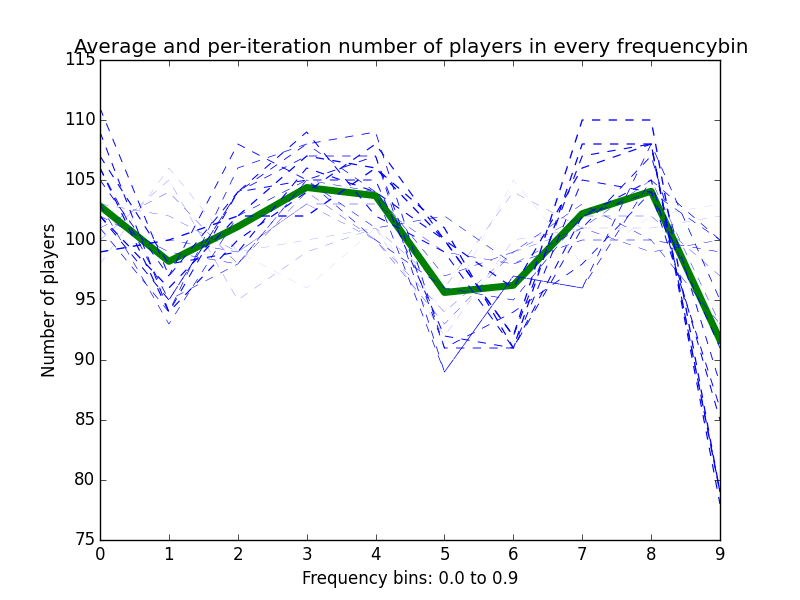 Average and per-iteration number of players in every frequencybin
115
110
105
100
95
90
85
80
75
Number of players
0 1 2 3 4 5 6 7 8 9
Frequency bins: 0.0 to 0.9